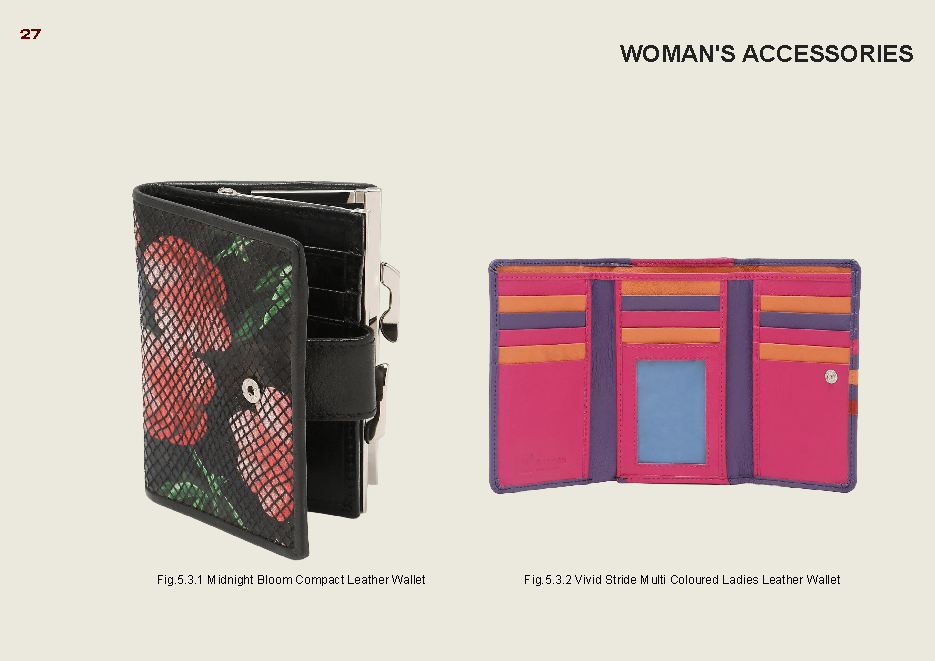 27
WOMAN'S ACCESSORIES
Fig.5.3.1 Midnight Bloom Compact Leather Wallet
Fig.5.3.2 Vivid Stride Multi Coloured Ladies Leather Wallet